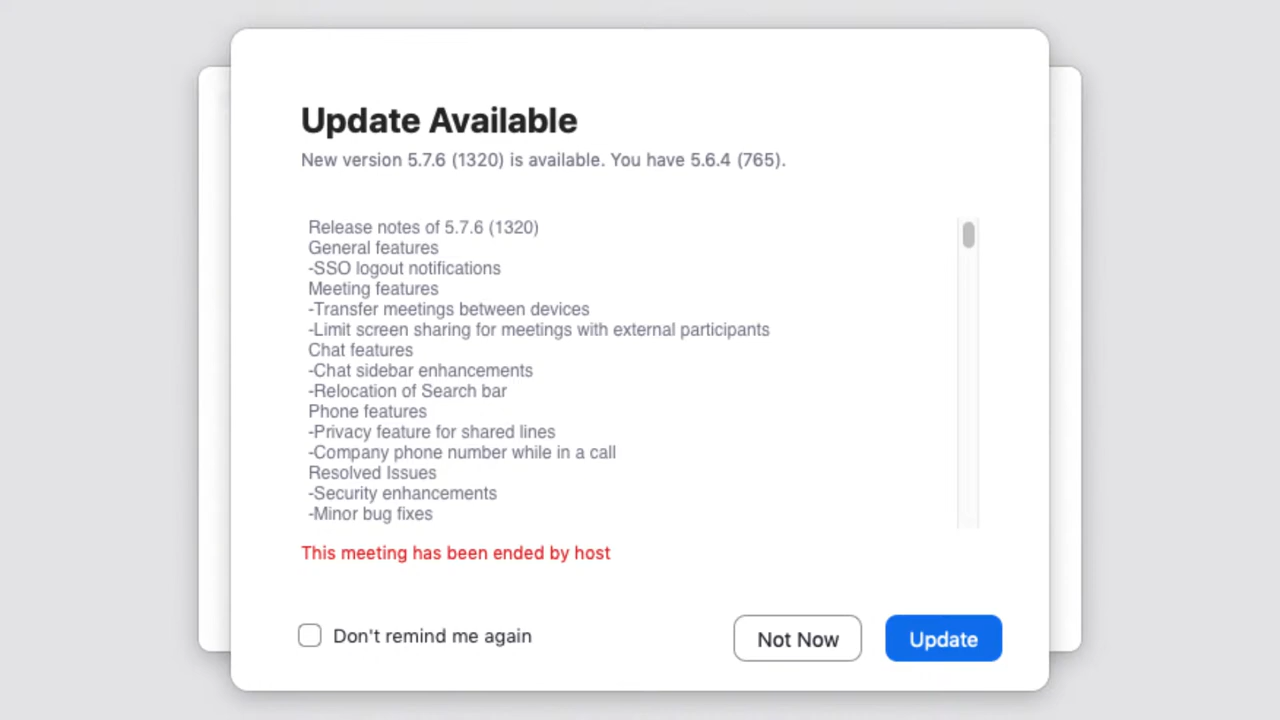 Update Available
New version 5.7.6 (1320) is available. You have 5.6.4 (765).
Release notes of 5.7.6 (1320)
General features
-SSO logout notifications
Meeting features
-Transfer meetings between devices
-Limit screen sharing for meetings with external participants
Chat features
-Chat sidebar enhancements
-Relocation of Search bar
Phone features
-Privacy feature for shared lines
-Company phone number while in a call
Resolved Issues
-Security enhancements
-Minor bug fixes
This meeting has been ended by host
Don't remind me again
Not Now
Update